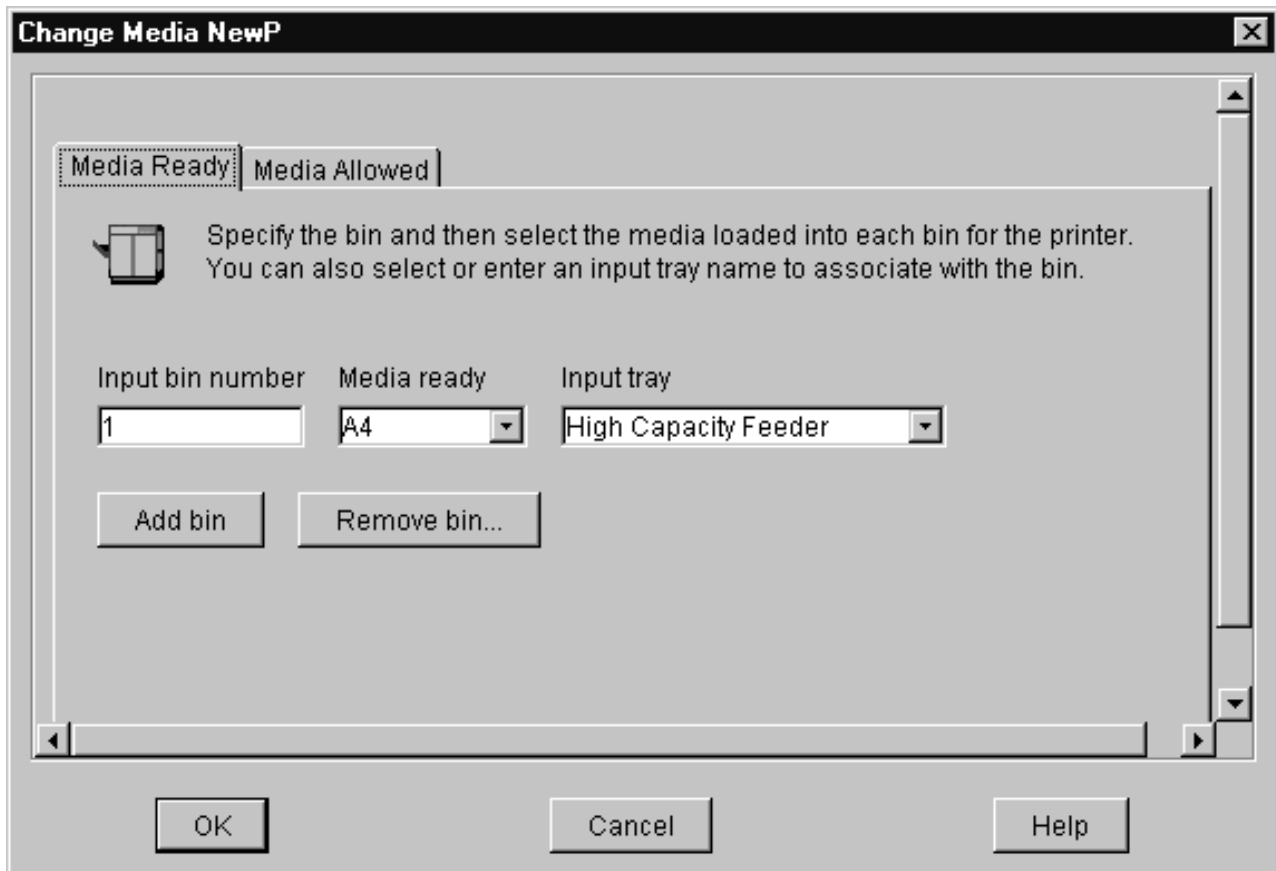 Change Media NewP
Media Ready Media Allowed
Specify the bin and then select the media loaded into each bin for the printer.
You can also select or enter an input tray name to associate with the bin.
Input bin number Media ready Input tray
1 A4 High Capacity Feeder
Add bin Remove bin...
OK Cancel Help